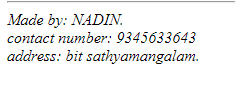 Made by: NADIN.
contact number: 9345633643
address: bit sathyamangalam.